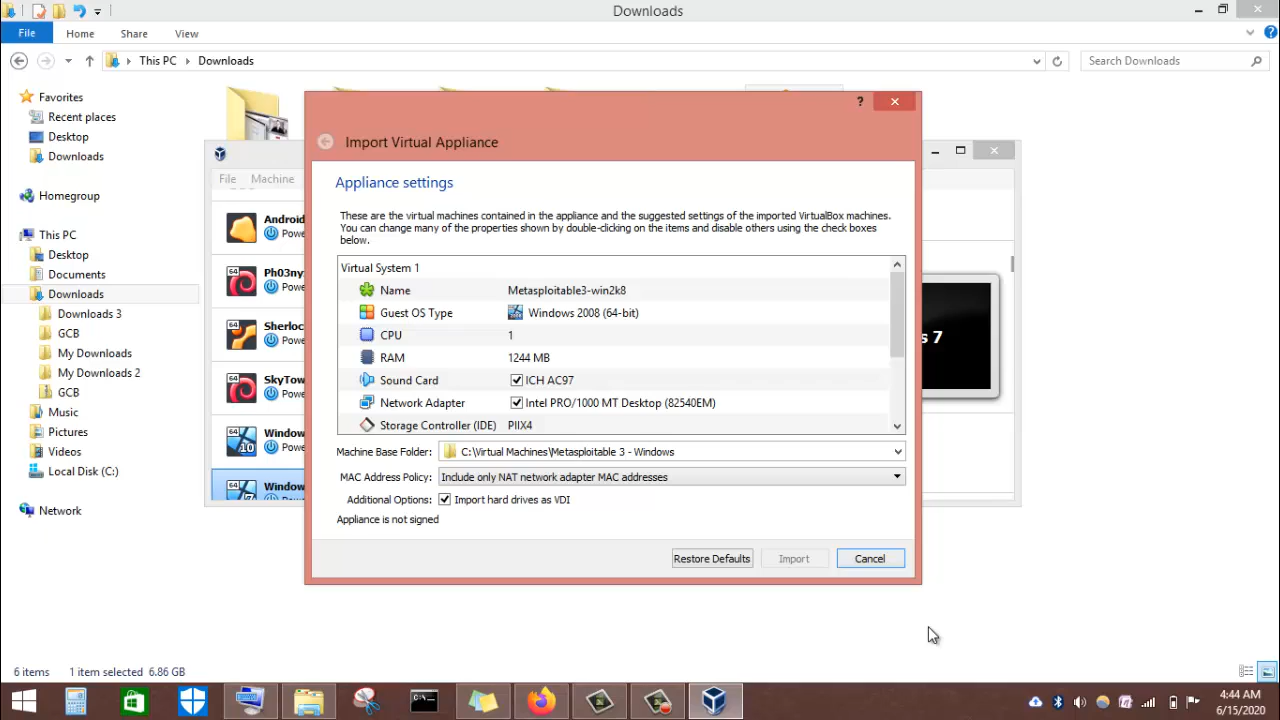 Downloads
File
Home
Share
View
This PC
Downloads
Search Downloads
Favorites
Recent places
Desktop
Downloads
Homegroup
This PC
Desktop
Documents
Downloads
Downloads 3
GCB
My Downloads
My Downloads 2
GCB
Music
Pictures
Videos
Local Disk (C:)
Network
File Machine
Android
Powe
Ph03ny
Powe
Sherloc
Powe
SkyTow
Powe
Window
Powe
Window
s 7
?
Import Virtual Appliance
Appliance settings
These are the virtual machines contained in the appliance and the suggested settings of the imported VirtualBox machines.
You can change many of the properties shown by double-clicking on the items and disable others using the check boxes
below.
Virtual System 1
Name Metasploitable3-win2k8
Guest OS Type Windows 2008 (64-bit)
CPU 1
RAM 1244 MB
Sound Card ICH AC97
Network Adapter Intel PRO/1000 MT Desktop (82540EM)
Storage Controller (IDE) PIIX4
Machine Base Folder: C:\Virtual Machines\Metasploitable 3 - Windows
MAC Address Policy: Include only NAT network adapter MAC addresses
Additional Options: Import hard drives as VDI
Appliance is not signed
Restore Defaults Import Cancel
6 items 1 item selected 6.86 GB
4:44 AM
6/15/2020